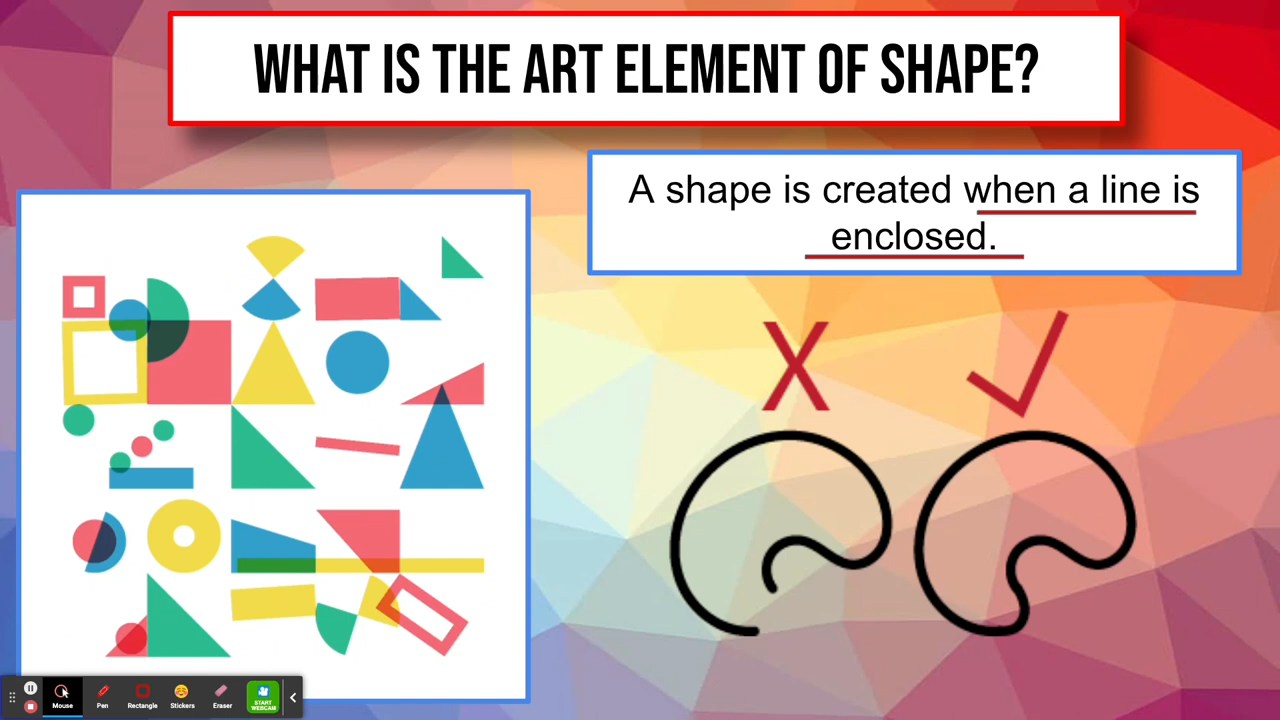 WHAT IS THE ART ELEMENT OF SHAPE?
A shape is created when a line is
enclosed.
X
Mouse
Pen
Rectangle
Stickers
Eraser
START
WEBCAM